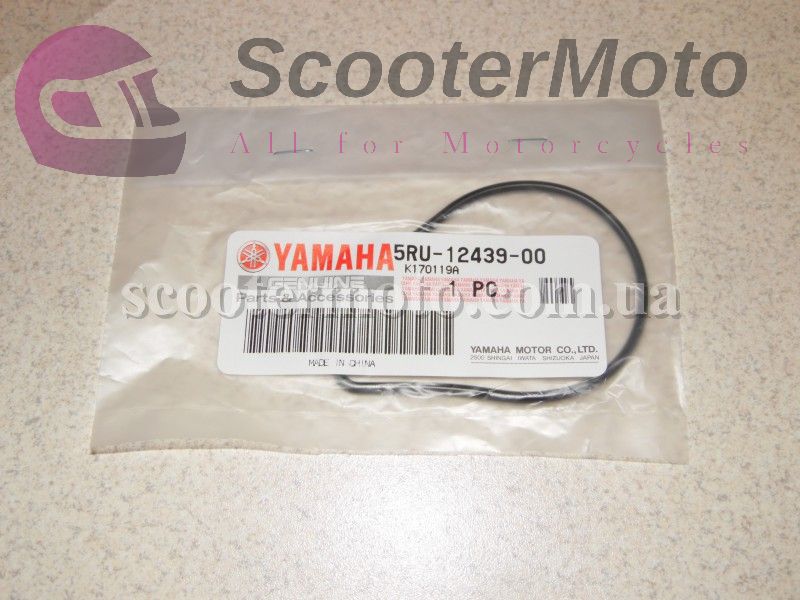 ScooterMoto
All for Motorcycles
YAMAHA 5RU-12439-00
K170119A
GENUINE
Parts & Accessories
1 PC.
scootermoto.com.ua
YAMAHA MOTOR CO.,LTD.
2500 SHINGAI IWATA SHIZUOKA JAPAN
MADE IN CHINA